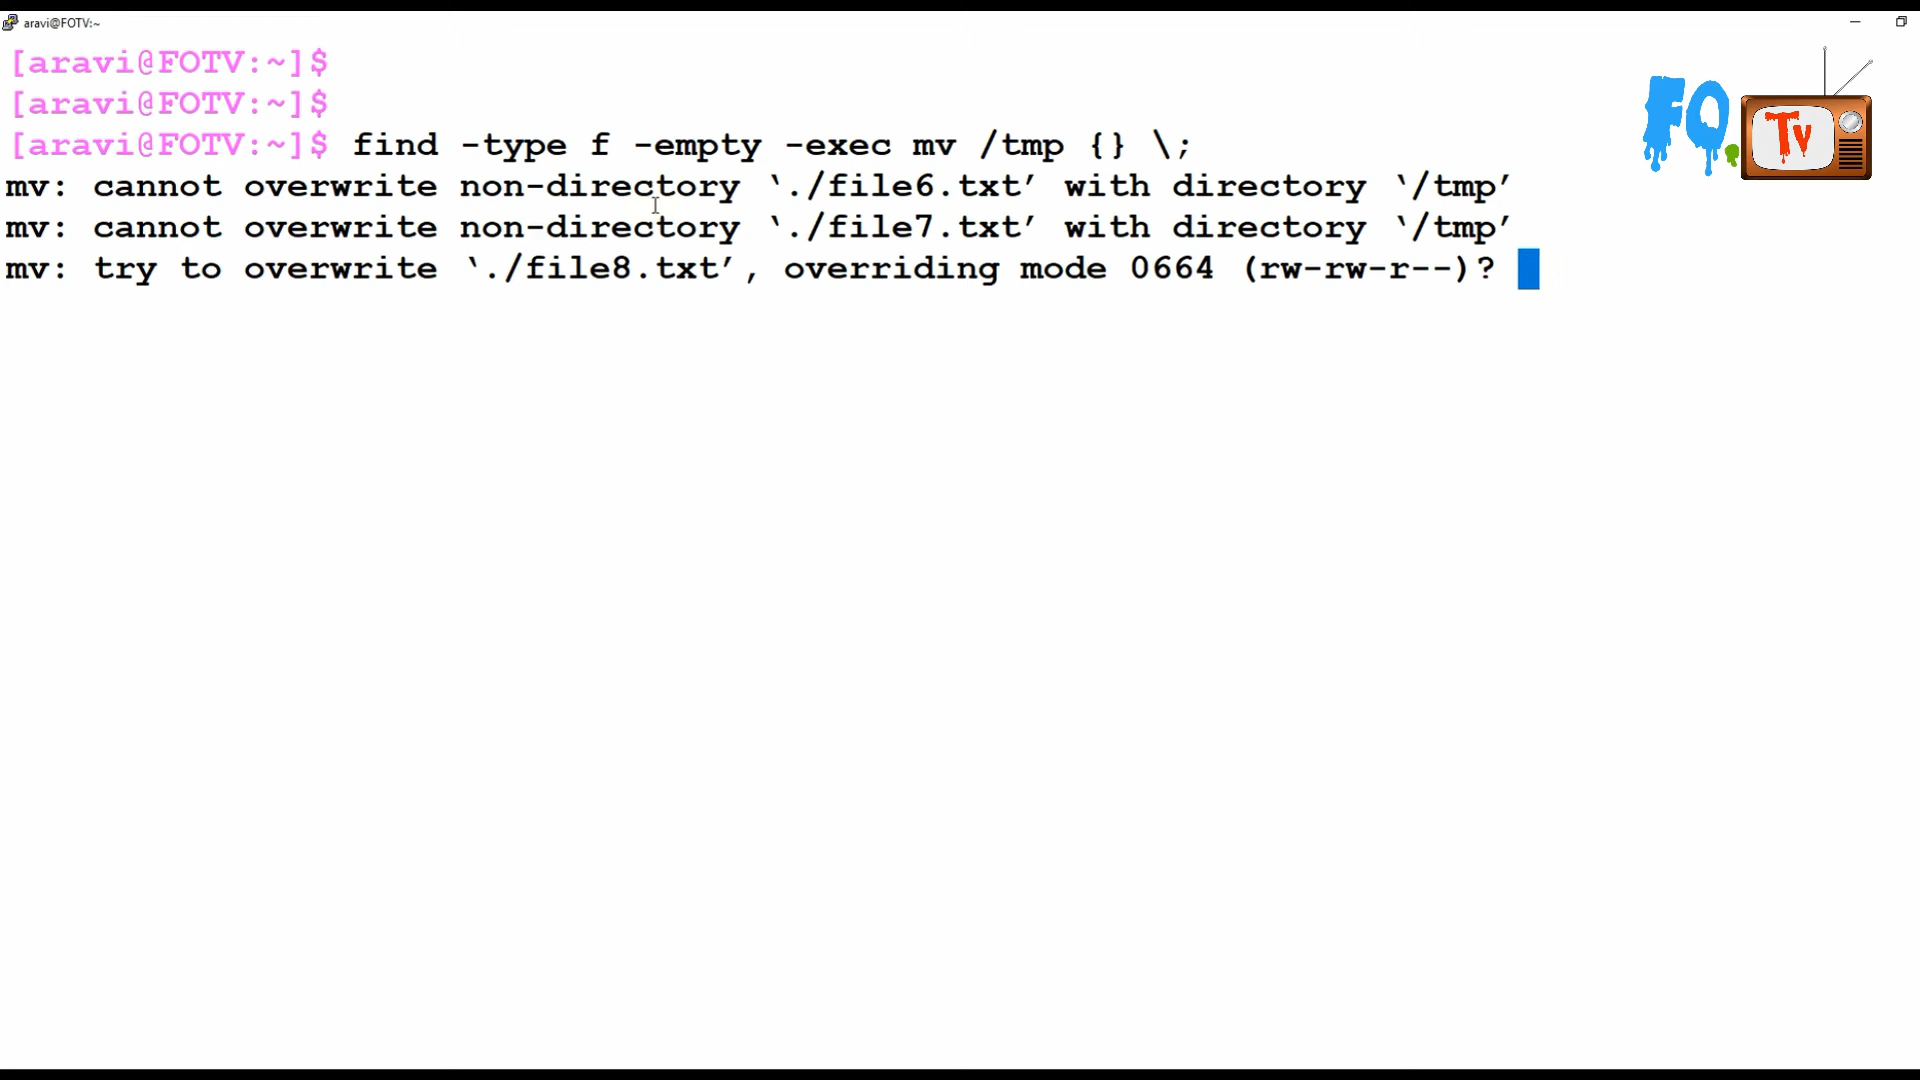 aravi@FOTV:~
[aravi@FOTV:~]$
[aravi@FOTV:~]$
[aravi@FOTV:~]$ find -type f -empty -exec mv /tmp {} \;
mv: cannot overwrite non-directory ‘./file6.txt’ with directory ‘/tmp’
mv: cannot overwrite non-directory ‘./file7.txt’ with directory ‘/tmp’
mv: try to overwrite ‘./file8.txt’, overriding mode 0664 (rw-rw-r--)?
FO.
Tv